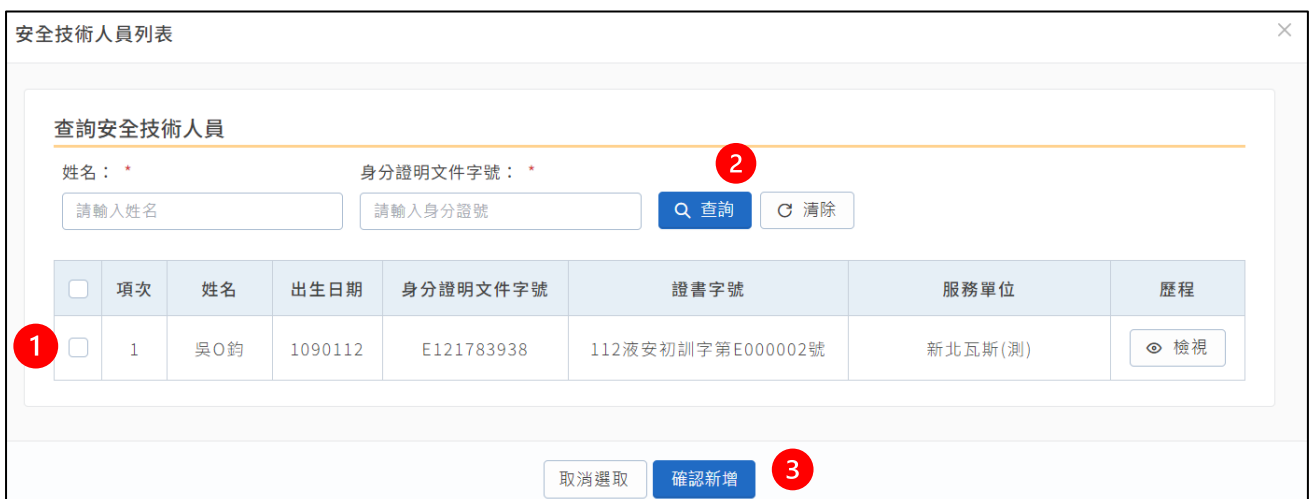 安全技術人員列表
查詢安全技術人員
姓名： * 身分證明文件字號： *
2
請輸入姓名 請輸入身分證號 查詢 清除
項次 姓名 出生日期 身分證明文件字號 證書字號 服務單位 歷程
1 1 吳O鈞 1090112 E121783938 112液安初訓字第E000002號 新北瓦斯(測) 檢視
取消選取 確認新增 3